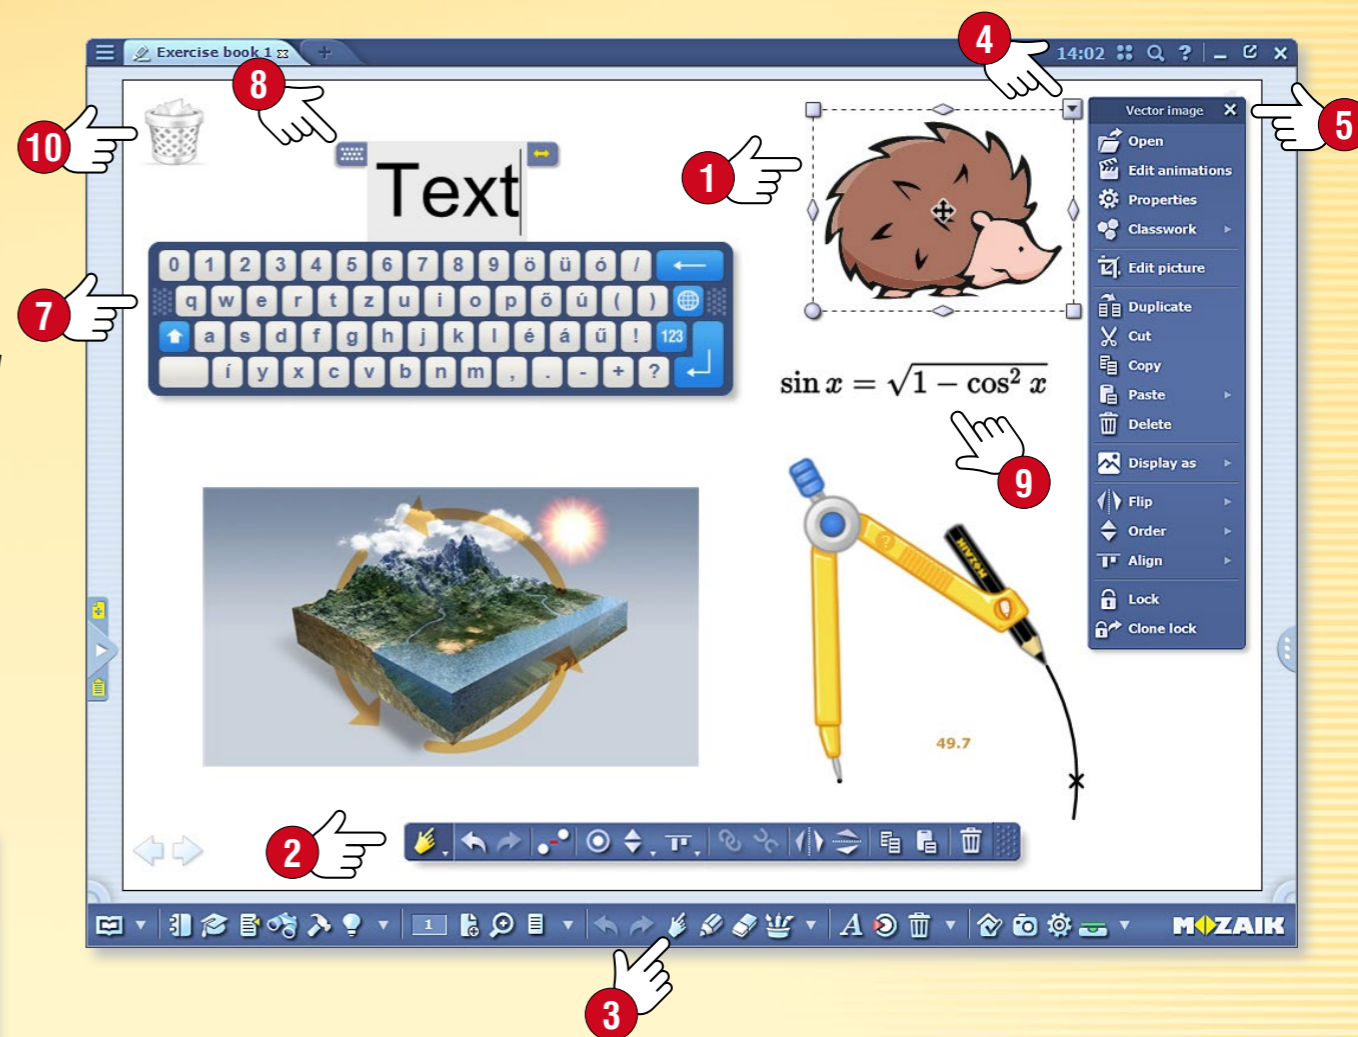 Exercise book 1
14:02
?
4
8
10
5
1
7
9
2
3
Text
Vector image
Open
Edit animations
Properties
Classwork
Edit picture
Duplicate
Cut
Copy
Paste
Delete
Display as
Flip
Order
Align
Lock
Clone lock
0 1 2 3 4 5 6 7 8 9 ö ü ó /
q w e r t z u i o p ő ú ( )
a s d f g h j k l é á ű ! 123
í y x c v b n m , . - + ?
sin x = √(1 − cos² x)
MOZAIK
49.7
1
A
MOZAIK